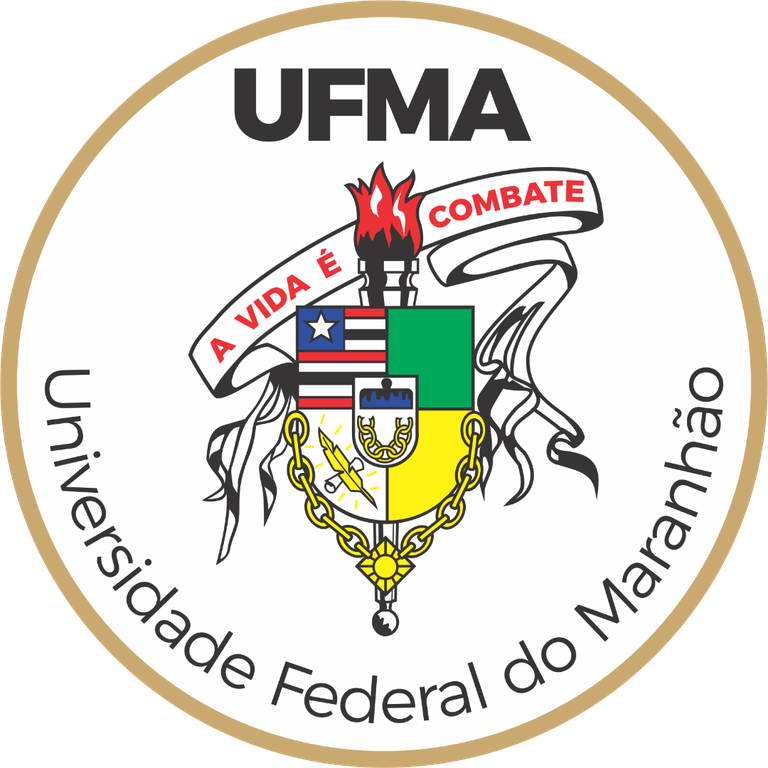 UFMA
A VIDA É COMBATE
Universidade Federal do Maranhão